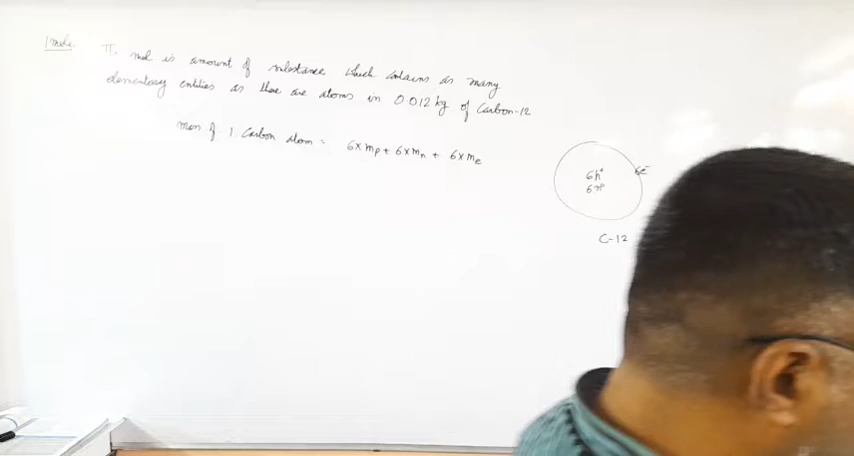 1 mole.
The mol is amount of substance which contains as many
elementary entities as there are atoms in 0.012 kg of Carbon-12
mass of 1 Carbon atom = 6×mp + 6×mn + 6×me
6e⁻
6p⁺
6n⁰
C-12